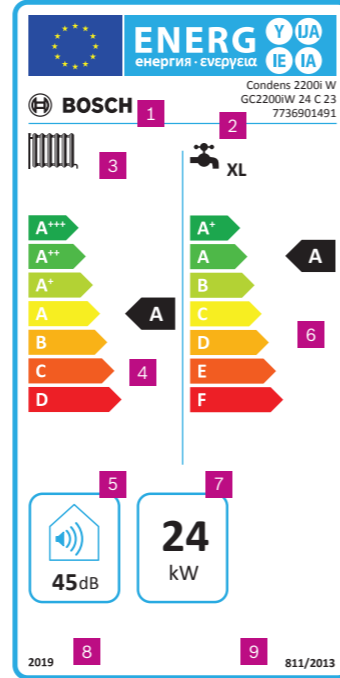 ENERG Y UA
енергия · ενεργεια IE IA
Condens 2200i W
GC2200iW 24 C 23
7736901491
BOSCH
1
2
3
XL
A+++
A++
A+
A
B
C
D
A
4
A+
A
B
C
D
E
F
A
6
5
7
45dB
24
kW
8
9
2019
811/2013